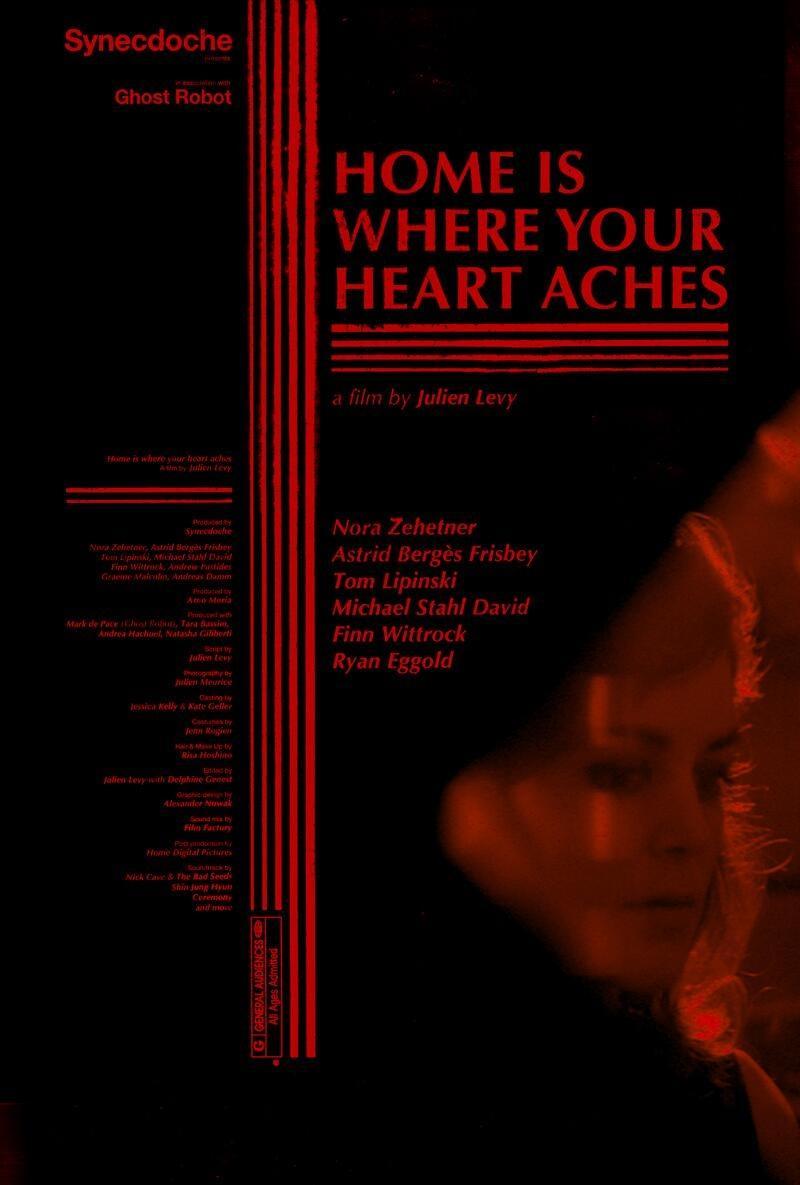 Synecdoche
presents
in association with
Ghost Robot
HOME IS
WHERE YOUR
HEART ACHES
a film by Julien Levy
Nora Zehetner
Astrid Bergès Frisbey
Tom Lipinski
Michael Stahl David
Finn Wittrock
Ryan Eggold
Home is where your heart aches
A film by Julien Levy
Produced by
Synecdoche
Nora Zehetner, Astrid Bergès Frisbey
Tom Lipinski, Michael Stahl David
Finn Wittrock, Andrew Pastides
Graeme Malcolm, Andreas Damm
Produced by
Arno Moria
Produced with
Mark de Pace (Ghost Robot), Tara Bassim,
Andrea Hachuel, Natasha Giliberti
Script by
Julien Levy
Photography by
Julien Meurice
Casting by
Jessica Kelly & Kate Geller
Costumes by
Jenn Rogien
Hair & Make Up by
Risa Hoshino
Edited by
Julien Levy with Delphine Genest
Graphic design by
Alexander Nowak
Sound mix by
Film Factory
Post production by
Home Digital Pictures
Soundtrack by
Nick Cave & The Bad Seeds
Shin Jung Hyun
Ceremony
and more
G GENERAL AUDIENCES
All Ages Admitted